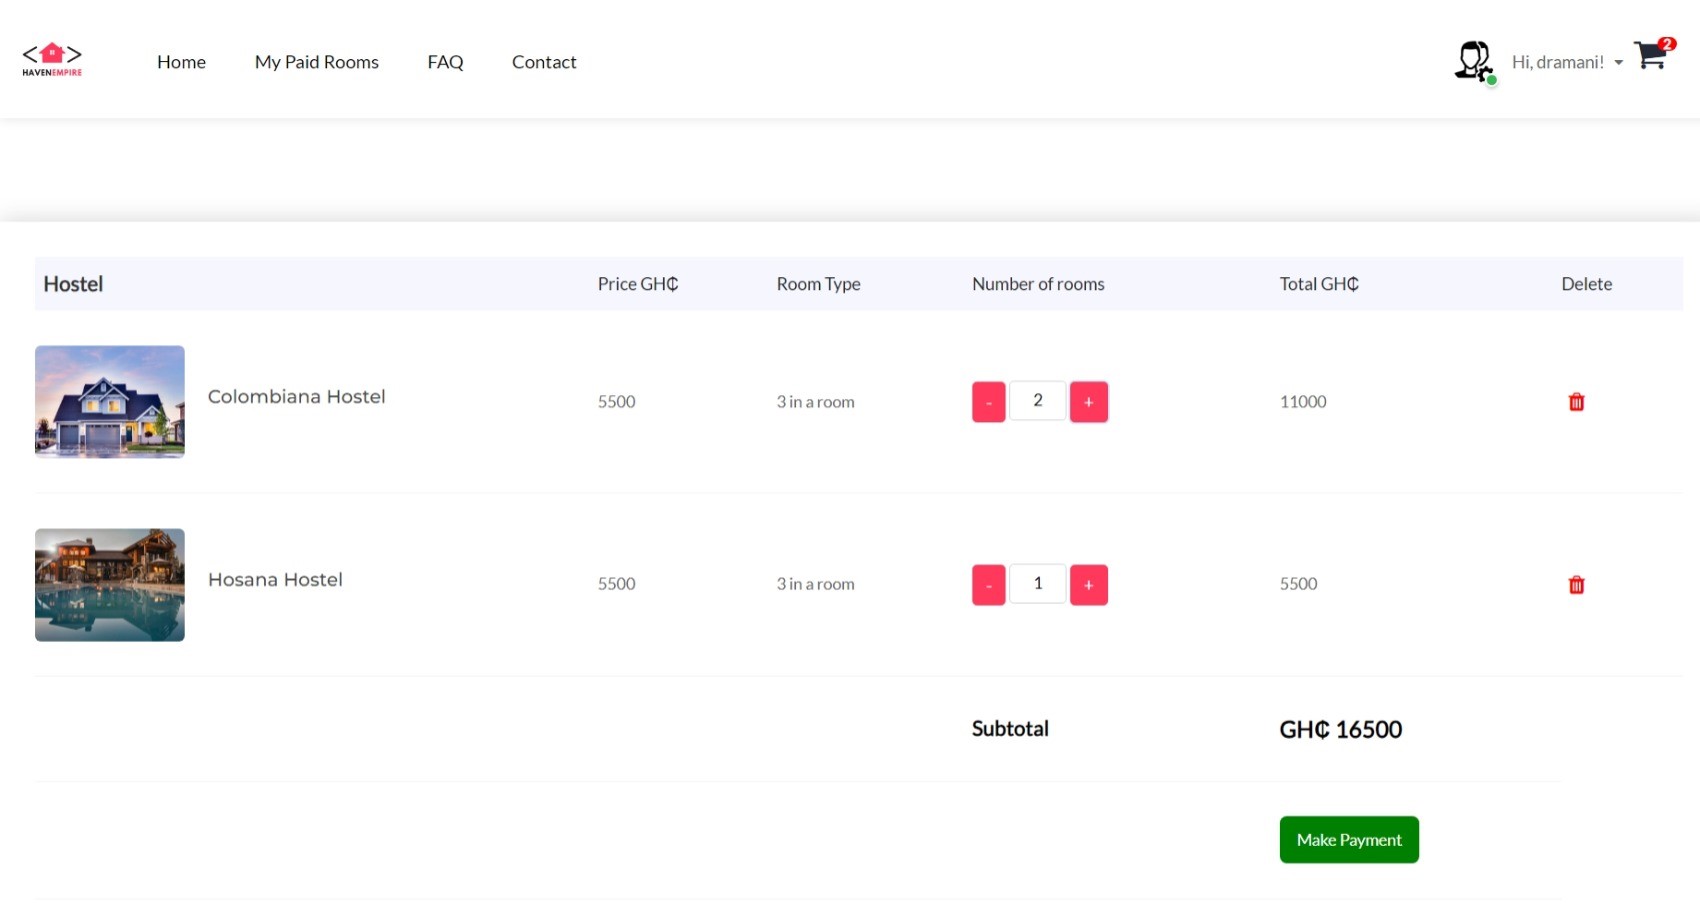 HAVENEMPIRE
Home My Paid Rooms FAQ Contact
Hi, dramani!
2
Hostel Price GH₵ Room Type Number of rooms Total GH₵ Delete
Colombiana Hostel 5500 3 in a room - 2 + 11000
Hosana Hostel 5500 3 in a room - 1 + 5500
Subtotal GH₵ 16500
Make Payment